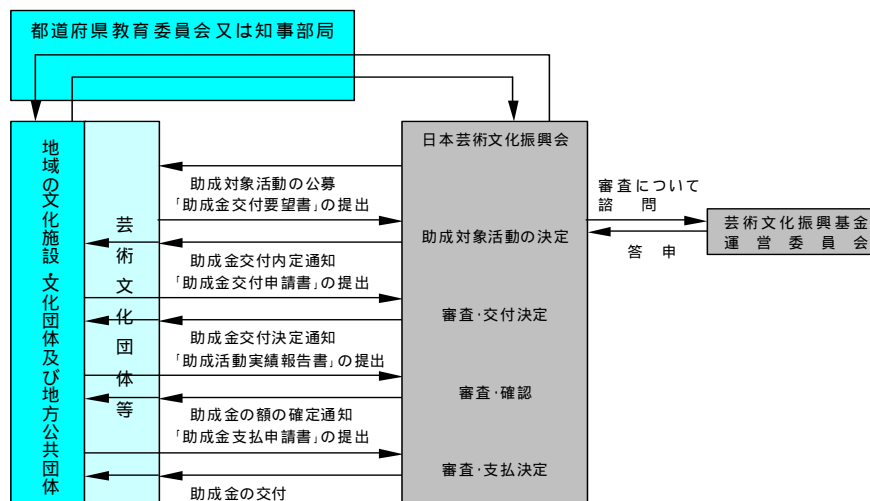 都道府県教育委員会又は知事部局
地域の文化施設・文化団体及び地方公共団体
芸術文化団体等
日本芸術文化振興会
助成対象活動の公募
「助成金交付要望書」の提出
助成対象活動の決定
審査について
諮問
答申
芸術文化振興基金
運営委員会
助成金交付内定通知
「助成金交付申請書」の提出
審査・交付決定
助成金交付決定通知
「助成活動実績報告書」の提出
審査・確認
助成金の額の確定通知
「助成金支払申請書」の提出
審査・支払決定
助成金の交付